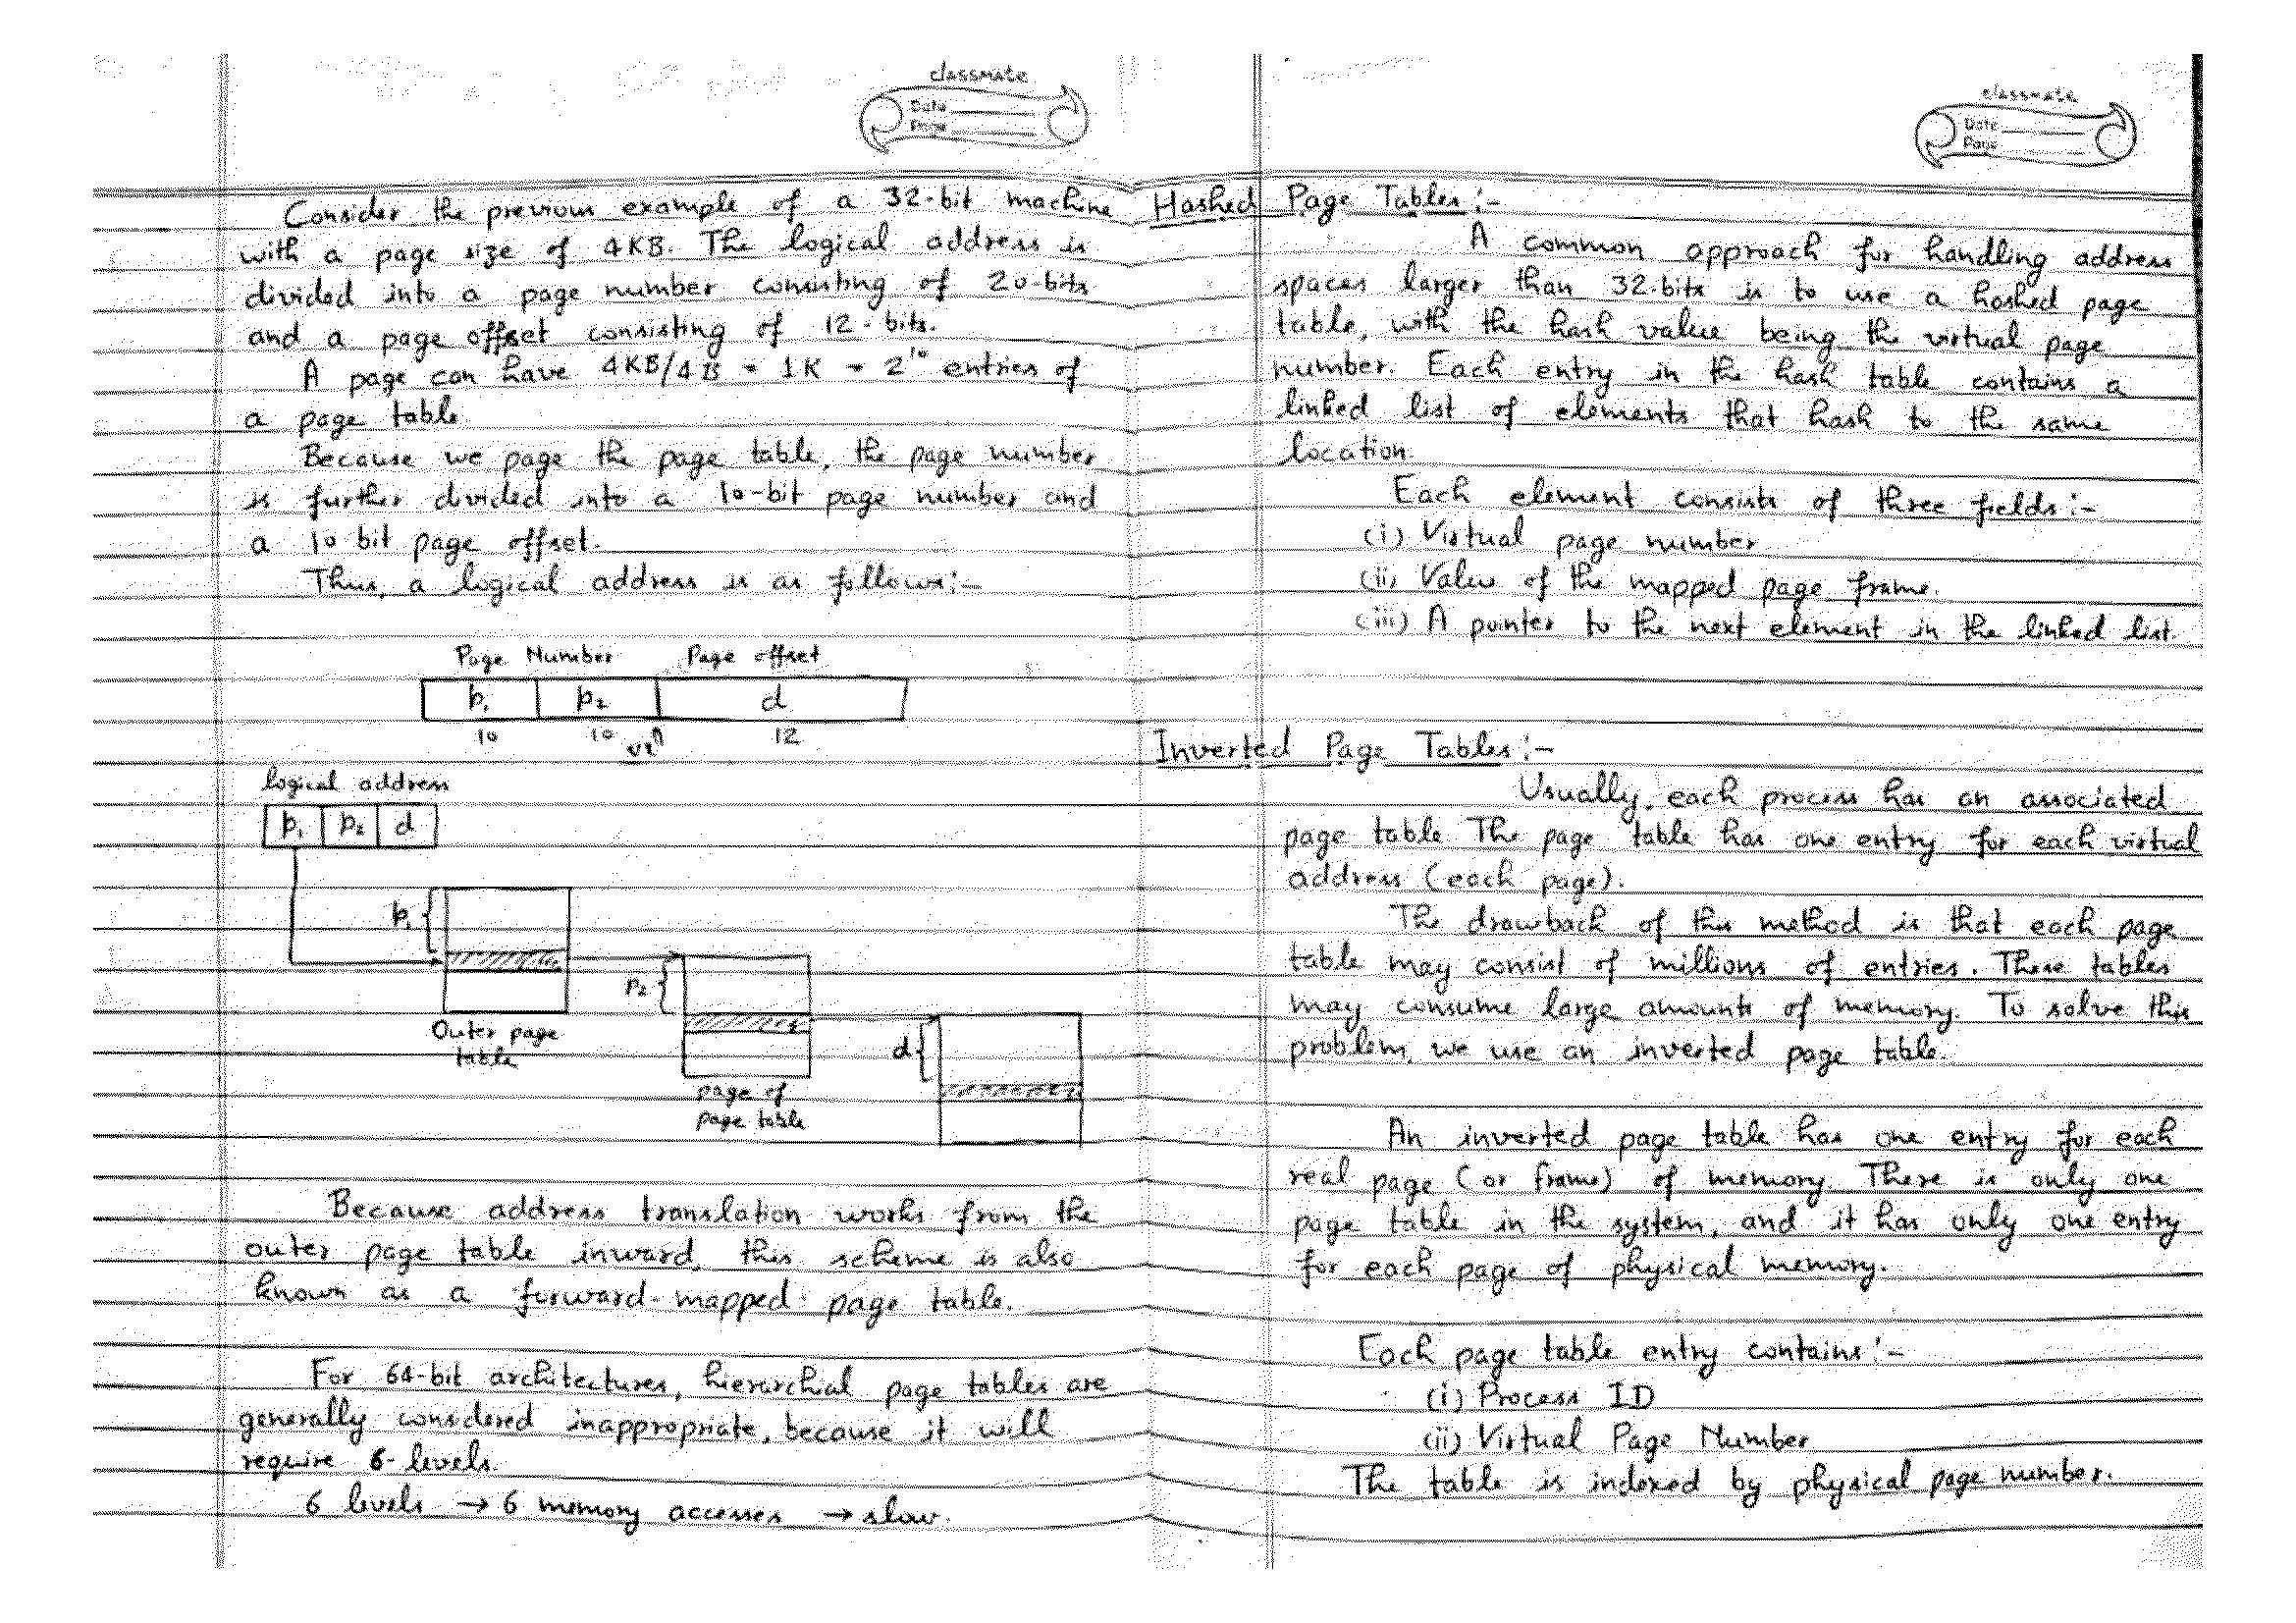 classmate
Date
Page
Consider the previous example of a 32-bit machine
with a page size of 4KB. The logical address is
divided into a page number consisting of 20-bits
and a page offset consisting of 12-bits.
A page can have 4KB/4B = 1K = 2¹⁰ entries of
a page table.
Because we page the page table, the page number
is further divided into a 10-bit page number and
a 10 bit page offset.
Thus, a logical address is as follows:-
Page Number Page offset
p₁ p₂ d
10 10 12
logical address
p₁ p₂ d
p₁
p₂
Outer page
table
d
page of
page table
Because address translation works from the
outer page table inward, this scheme is also
known as a forward-mapped page table.
For 64-bit architectures, hierarchial page tables are
generally considered inappropriate, because it will
require 6-levels.
6 levels → 6 memory accesses → slow.
classmate
Date
Page
Hashed Page Tables:-
A common approach for handling address
spaces larger than 32-bits is to use a hashed page
table, with the hash value being the virtual page
number. Each entry in the hash table contains a
linked list of elements that hash to the same
location.
Each element consists of three fields:-
(i) Virtual page number
(ii) Value of the mapped page frame.
(iii) A pointer to the next element in the linked list.
Inverted Page Tables:-
Usually, each process has an associated
page table. The page table has one entry for each virtual
address (each page).
The drawback of this method is that each page
table may consist of millions of entries. These tables
may consume large amounts of memory. To solve this
problem, we use an inverted page table.
An inverted page table has one entry for each
real page (or frame) of memory. There is only one
page table in the system, and it has only one entry
for each page of physical memory.
Each page table entry contains:-
(i) Process ID
(ii) Virtual Page Number
The table is indexed by physical page number.